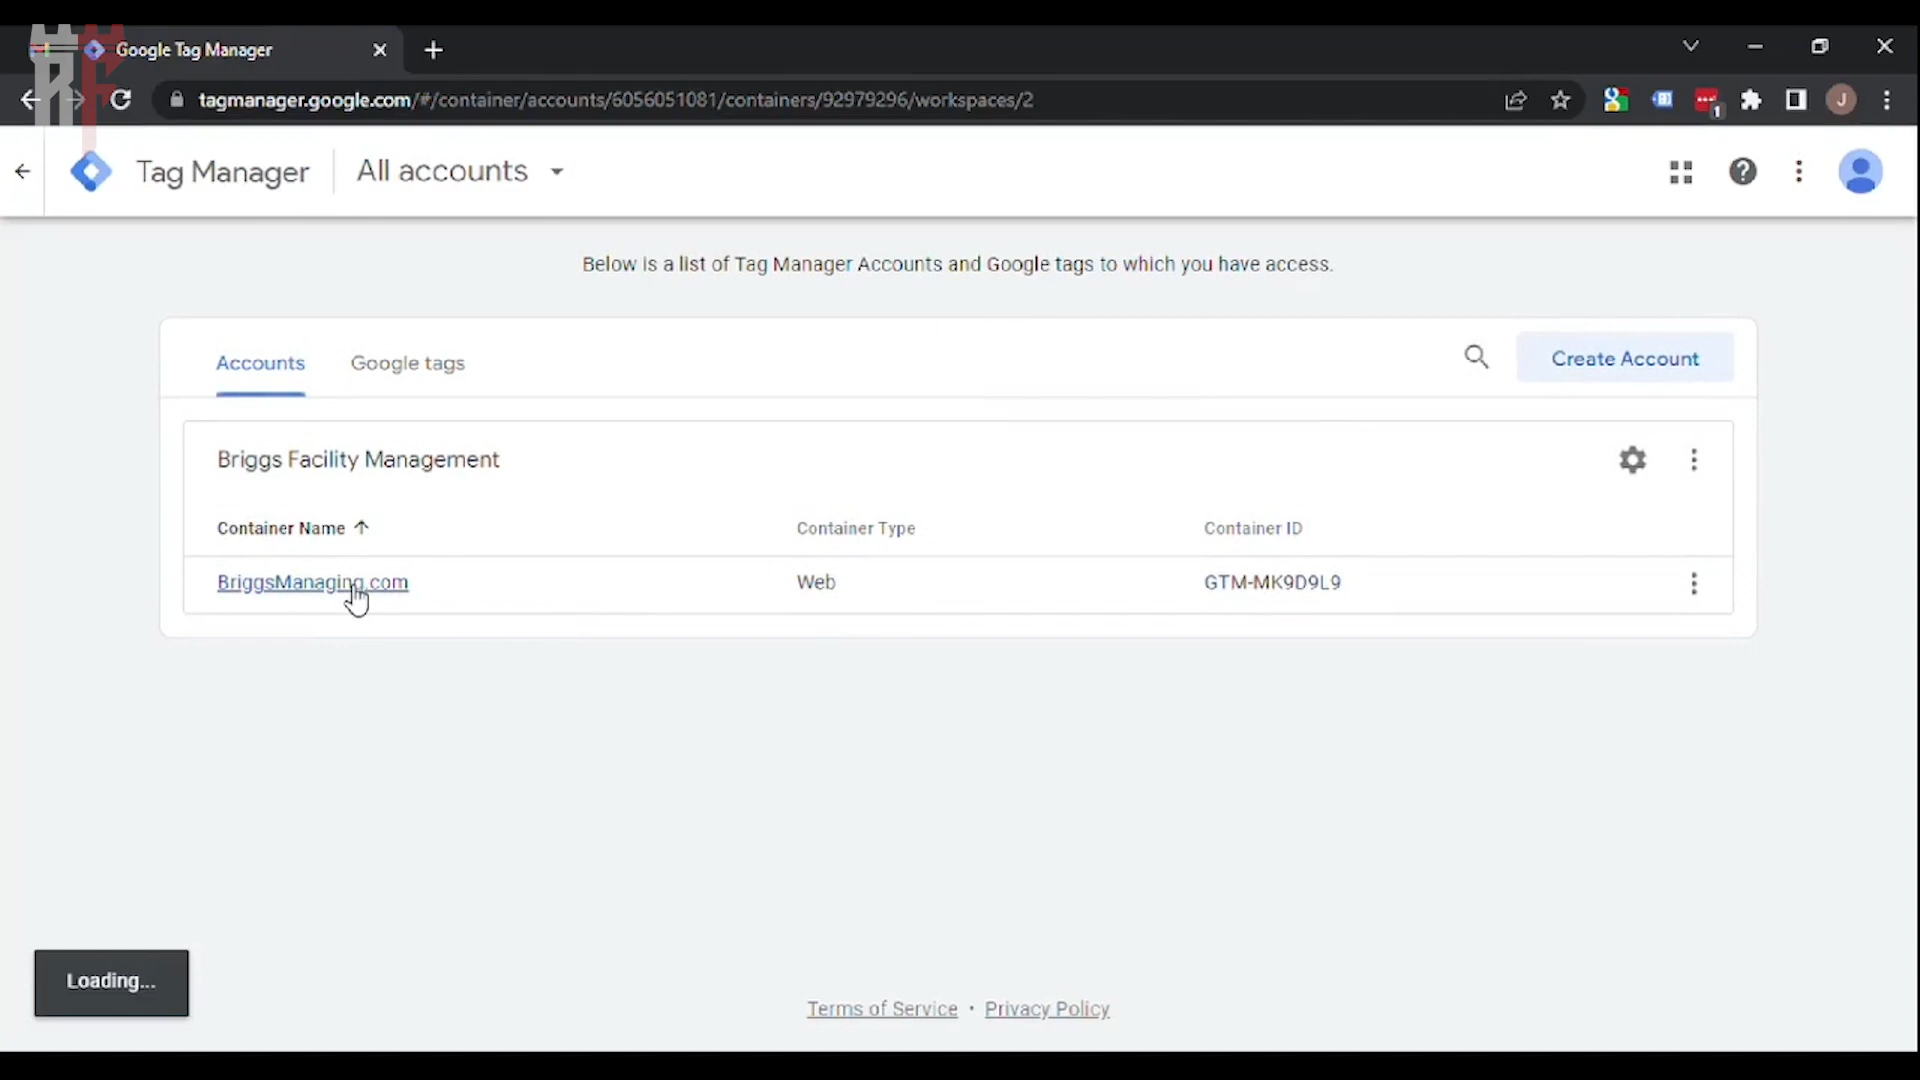 Google Tag Manager
tagmanager.google.com/#/container/accounts/6056051081/containers/92979296/workspaces/2
1
J
Tag Manager
All accounts
Below is a list of Tag Manager Accounts and Google tags to which you have access.
Accounts
Google tags
Create Account
Briggs Facility Management
Container Name
Container Type
Container ID
BriggsManaging.com
Web
GTM-MK9D9L9
Loading...
Terms of Service • Privacy Policy